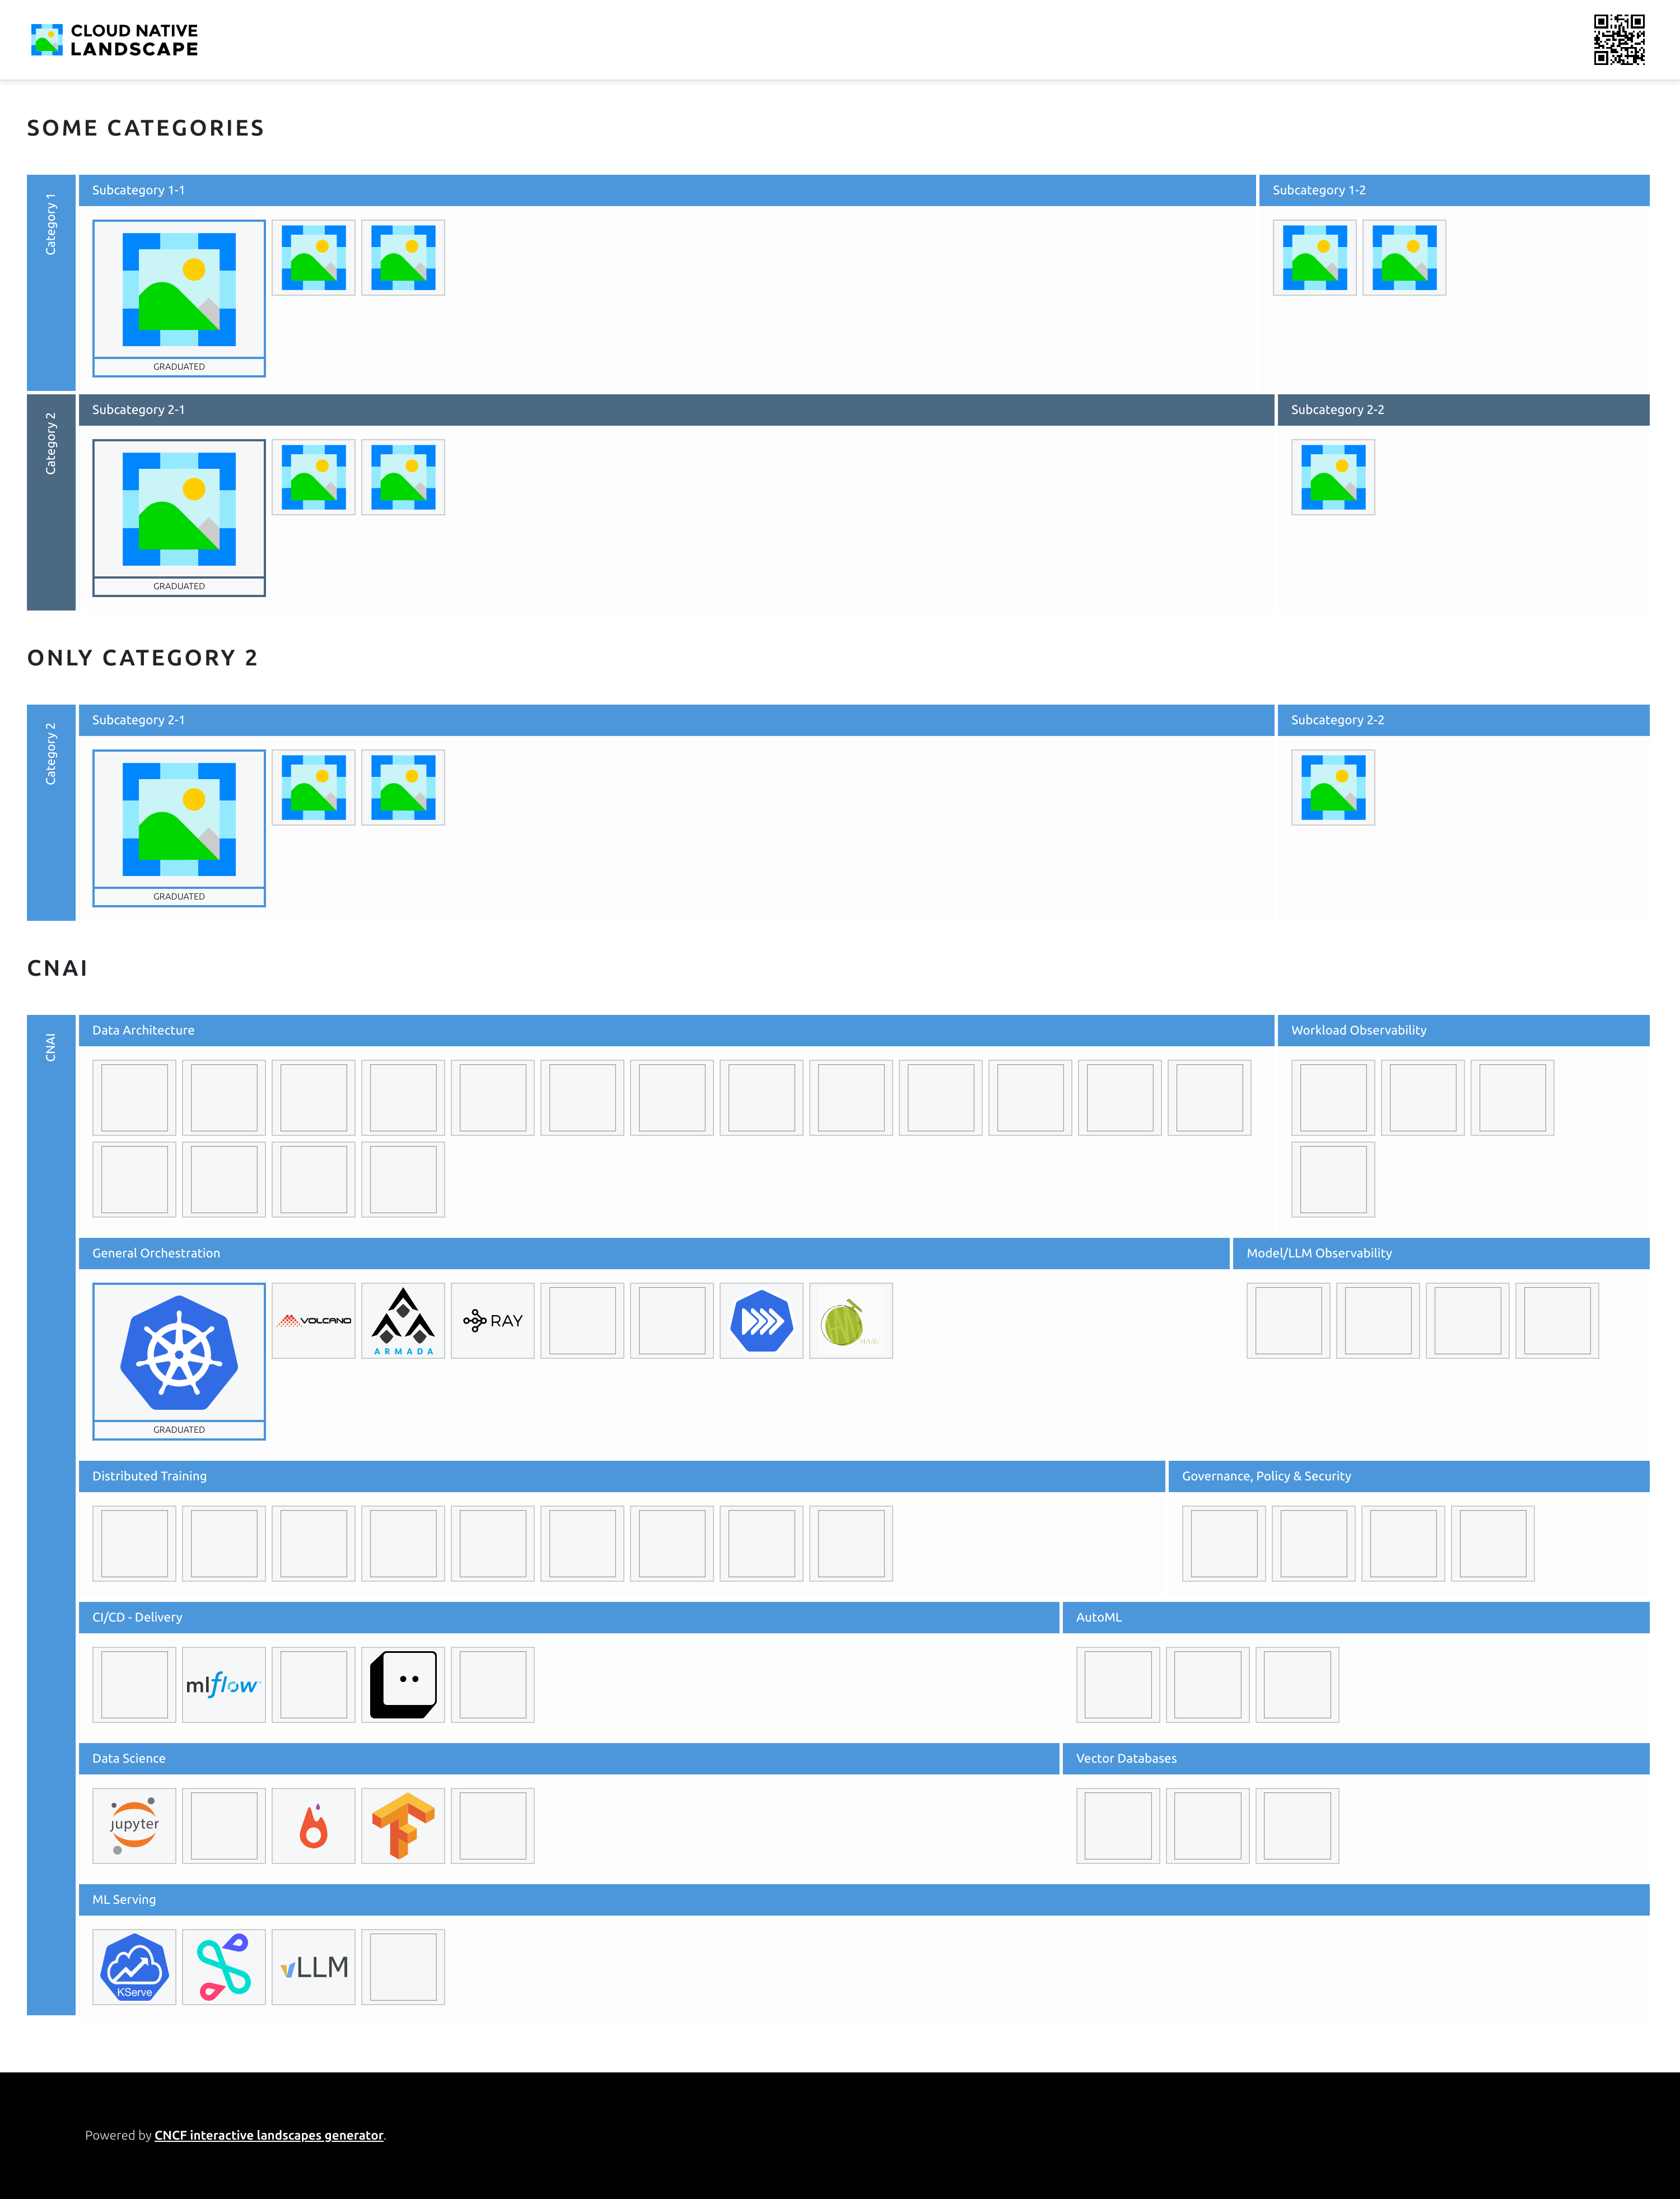 CLOUD NATIVE
LANDSCAPE
SOME CATEGORIES
Category 1
Subcategory 1-1
Subcategory 1-2
GRADUATED
Category 2
Subcategory 2-1
Subcategory 2-2
GRADUATED
ONLY CATEGORY 2
Category 2
Subcategory 2-1
Subcategory 2-2
GRADUATED
CNAI
CNAI
Data Architecture
Workload Observability
General Orchestration
Model/LLM Observability
VOLCANO
ARMADA
RAY
GRADUATED
Distributed Training
Governance, Policy & Security
CI/CD - Delivery
AutoML
mlflow
Data Science
Vector Databases
jupyter
ML Serving
KServe
vLLM
Powered by CNCF interactive landscapes generator.